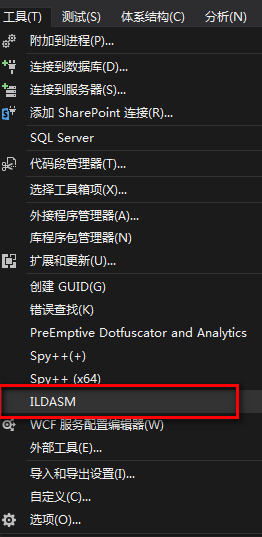 工具(T) 测试(S) 体系结构(C) 分析(N)
附加到进程(P)...
连接到数据库(D)...
连接到服务器(S)...
添加 SharePoint 连接(R)...
SQL Server
代码段管理器(T)...
选择工具箱项(X)...
外接程序管理器(A)...
库程序包管理器(N)
扩展和更新(U)...
创建 GUID(G)
错误查找(K)
PreEmptive Dotfuscator and Analytics
Spy++(+)
Spy++ (x64)
ILDASM
WCF 服务配置编辑器(W)
外部工具(E)...
导入和导出设置(I)...
自定义(C)...
选项(O)...